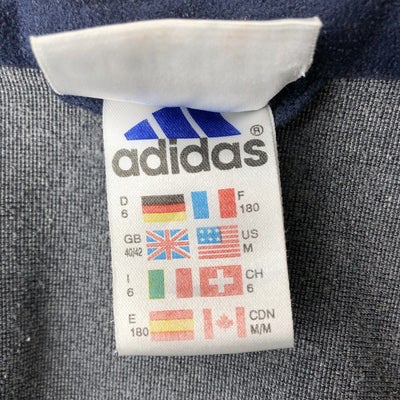 ®
adidas
D F
6 180
GB US
40/42 M
I CH
6 6
E CDN
180 M/M